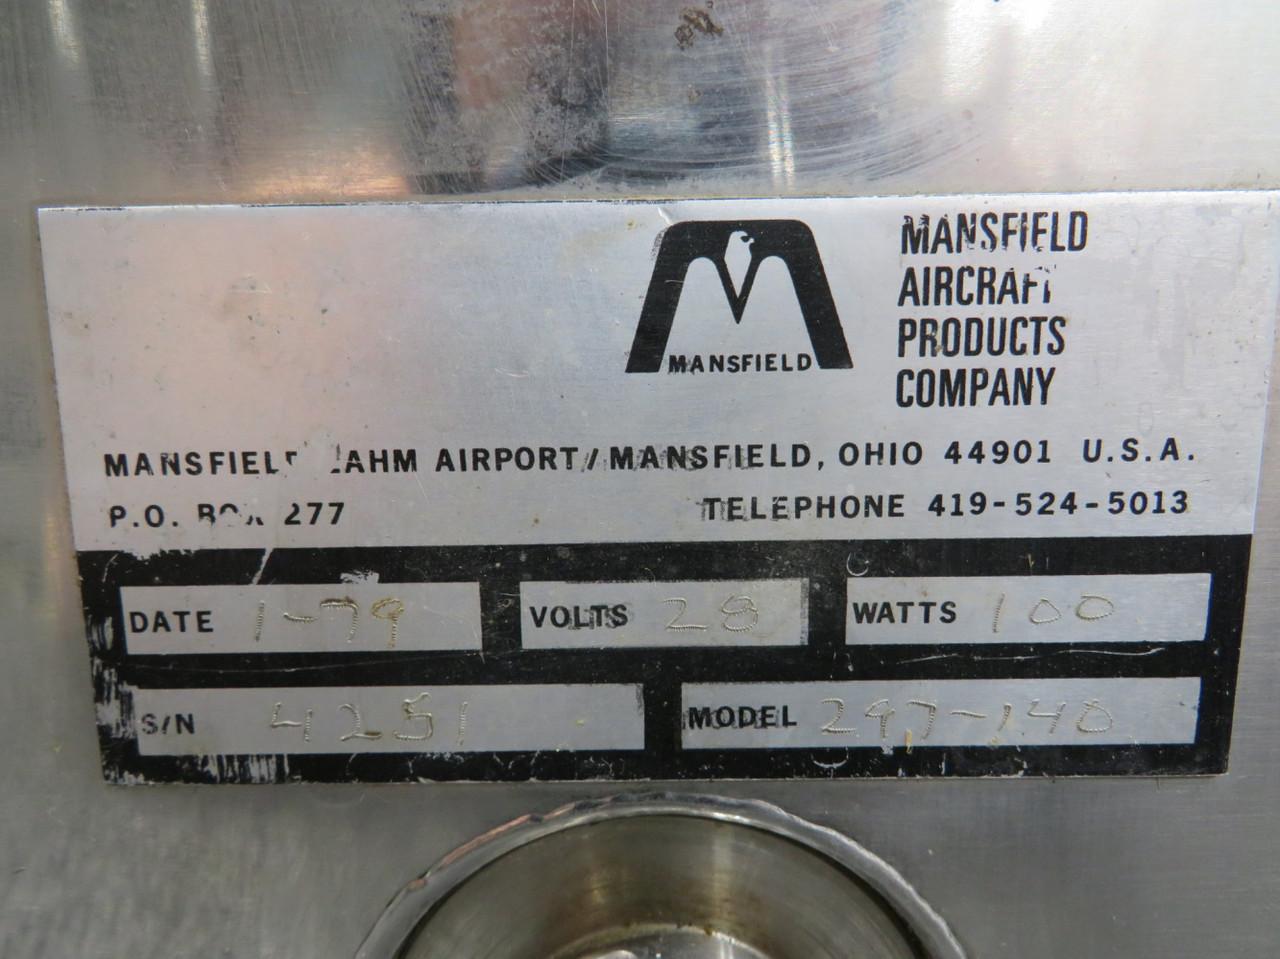 MANSFIELD
AIRCRAFT
PRODUCTS
COMPANY
MANSFIELD
MANSFIELD LAHM AIRPORT/MANSFIELD, OHIO 44901 U.S.A.
P.O. BOX 277 TELEPHONE 419-524-5013
DATE 1-79 VOLTS 28 WATTS 100
S/N 4251 MODEL 297-140